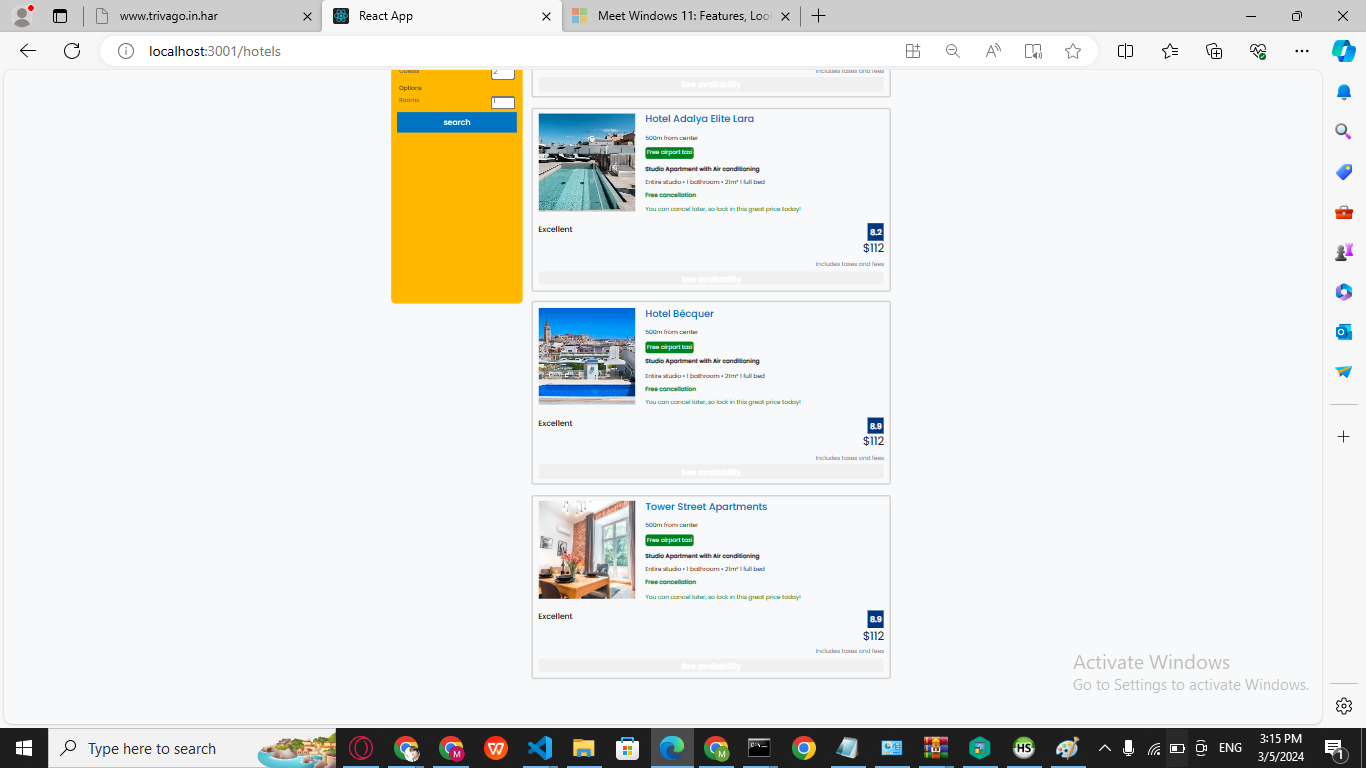 www.trivago.in.har
React App
Meet Windows 11: Features, Loo
localhost:3001/hotels
Guests
2
Options
Rooms
1
search
Includes taxes and fees
See availability
Hotel Adalya Elite Lara
500m from center
Free airport taxi
Studio Apartment with Air conditioning
Entire studio • 1 bathroom • 21m² 1 full bed
Free cancellation
You can cancel later, so lock in this great price today!
Excellent
8.2
$112
Includes taxes and fees
See availability
Hotel Bécquer
500m from center
Free airport taxi
Studio Apartment with Air conditioning
Entire studio • 1 bathroom • 21m² 1 full bed
Free cancellation
You can cancel later, so lock in this great price today!
Excellent
8.9
$112
Includes taxes and fees
See availability
Tower Street Apartments
500m from center
Free airport taxi
Studio Apartment with Air conditioning
Entire studio • 1 bathroom • 21m² 1 full bed
Free cancellation
You can cancel later, so lock in this great price today!
Excellent
8.9
$112
Includes taxes and fees
See availability
Activate Windows
Go to Settings to activate Windows.
Type here to search
M
M
HS
ENG
3:15 PM
3/5/2024
1